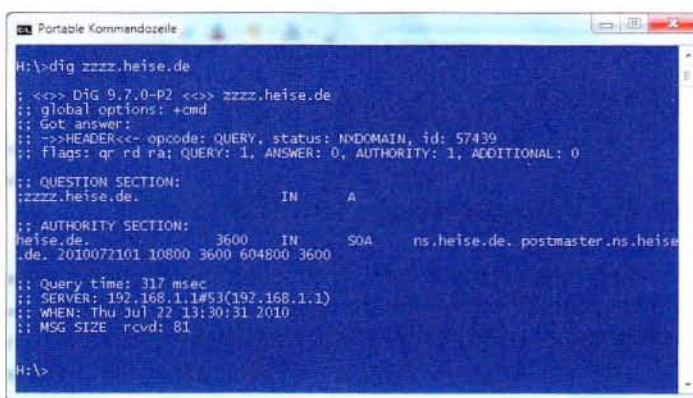 Portable Kommandozeile
H:\>dig zzzz.heise.de
; <<>> DiG 9.7.0-P2 <<>> zzzz.heise.de
;; global options: +cmd
;; Got answer:
;; ->>HEADER<<- opcode: QUERY, status: NXDOMAIN, id: 57439
;; flags: qr rd ra; QUERY: 1, ANSWER: 0, AUTHORITY: 1, ADDITIONAL: 0
;; QUESTION SECTION:
;zzzz.heise.de. IN A
;; AUTHORITY SECTION:
heise.de. 3600 IN SOA ns.heise.de. postmaster.ns.heise
.de. 2010072101 10800 3600 604800 3600
;; Query time: 317 msec
;; SERVER: 192.168.1.1#53(192.168.1.1)
;; WHEN: Thu Jul 22 13:30:31 2010
;; MSG SIZE rcvd: 81
H:\>